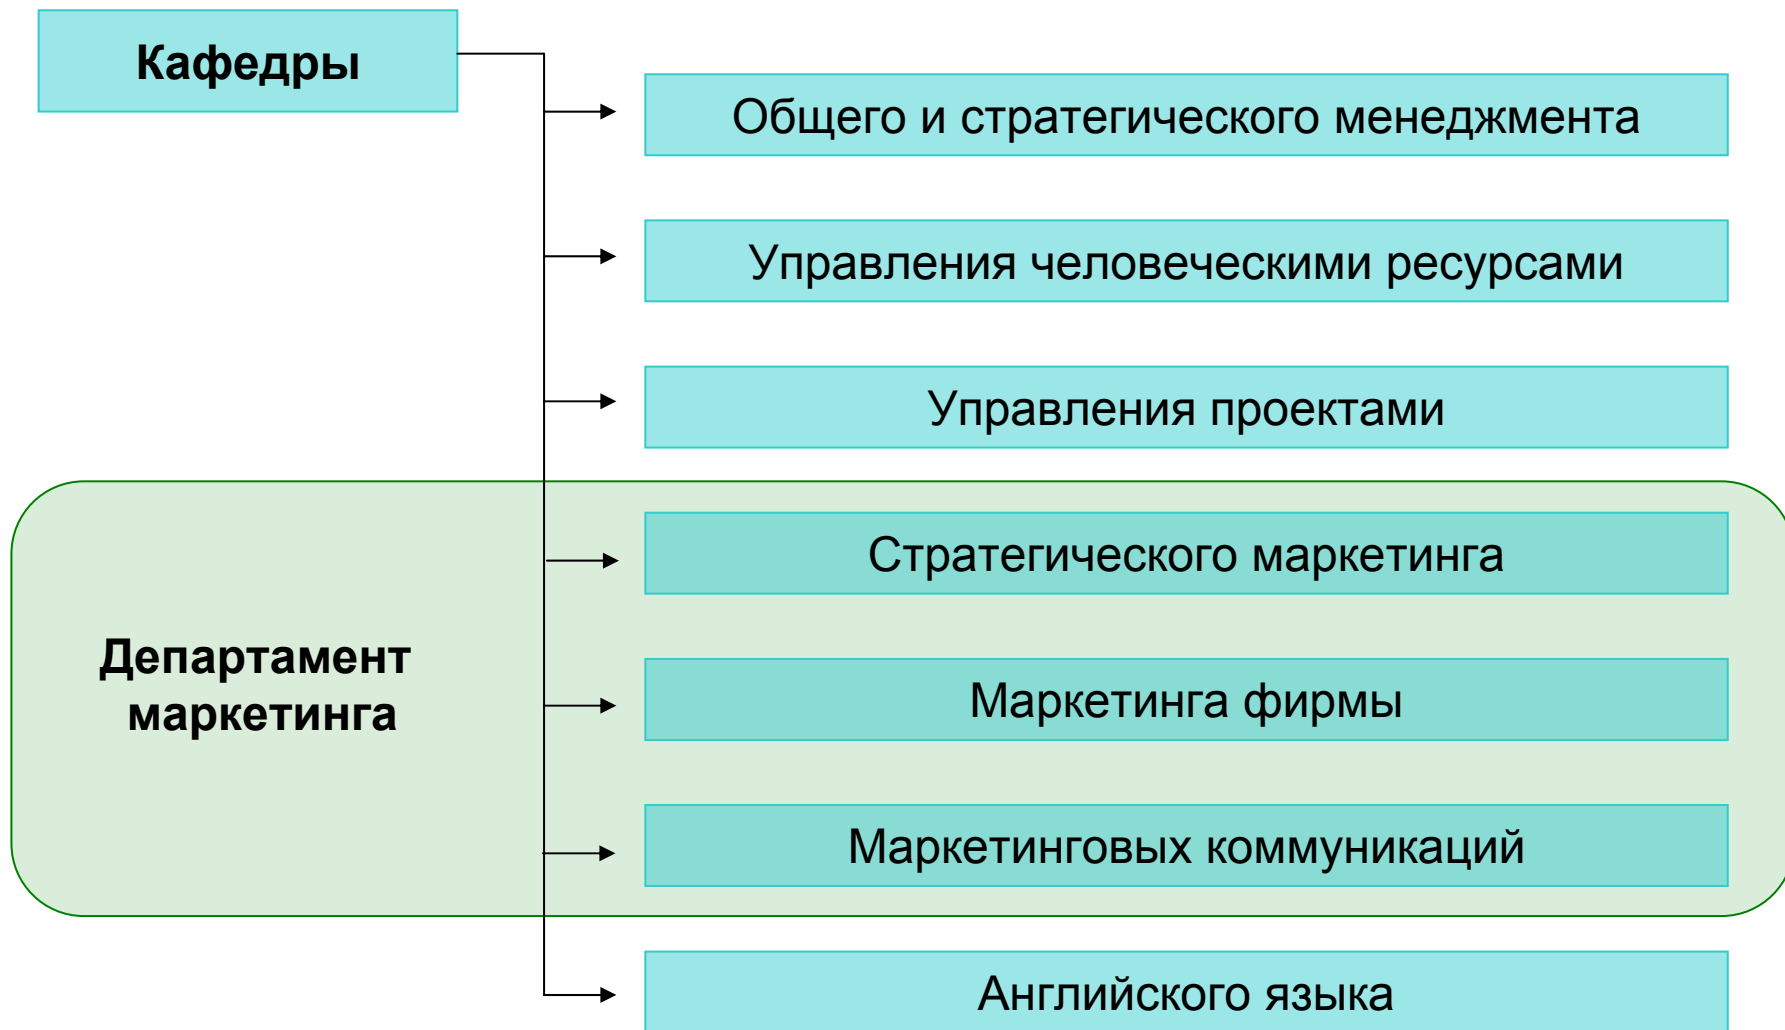 Кафедры
Общего и стратегического менеджмента
Управления человеческими ресурсами
Управления проектами
Департамент
маркетинга
Стратегического маркетинга
Маркетинга фирмы
Маркетинговых коммуникаций
Английского языка